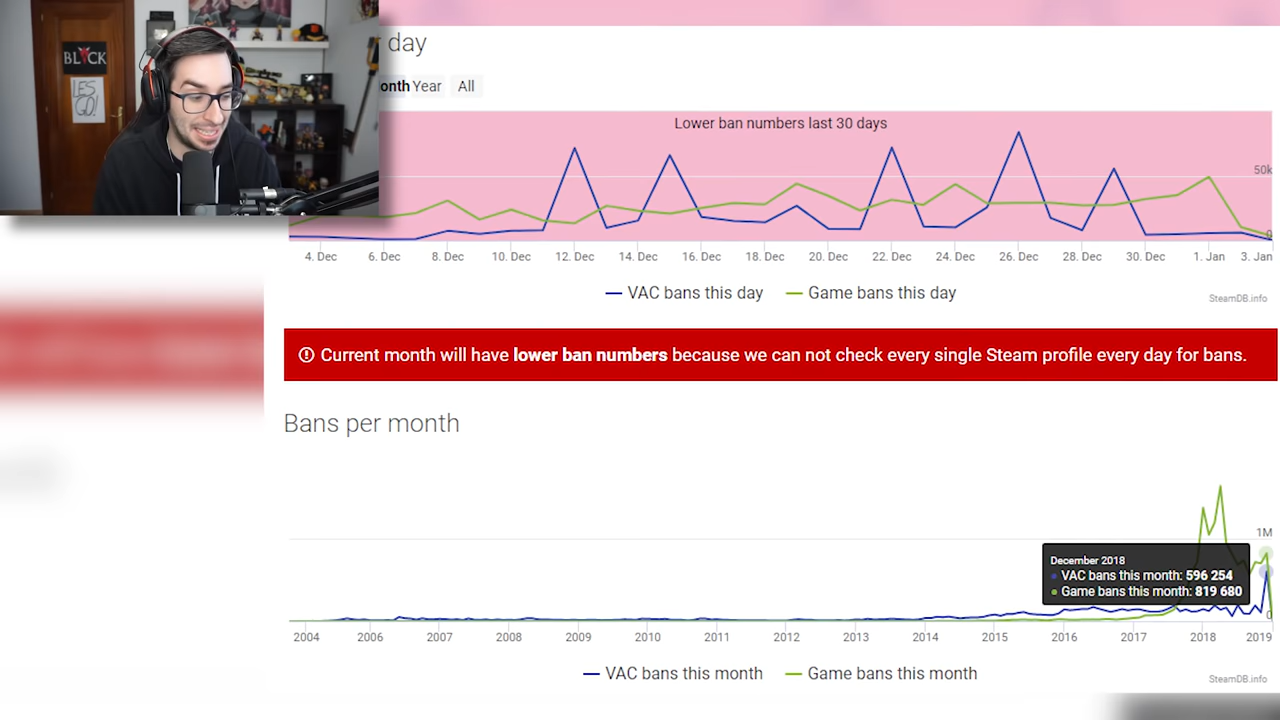 BL CK
LES
GO!
day
onth Year All
Lower ban numbers last 30 days
50k
0
4. Dec 6. Dec 8. Dec 10. Dec 12. Dec 14. Dec 16. Dec 18. Dec 20. Dec 22. Dec 24. Dec 26. Dec 28. Dec 30. Dec 1. Jan 3. Jan
VAC bans this day Game bans this day
SteamDB.info
Current month will have lower ban numbers because we can not check every single Steam profile every day for bans.
Bans per month
1M
December 2018
VAC bans this month: 596 254
Game bans this month: 819 680
0
2004 2006 2007 2008 2009 2010 2011 2012 2013 2014 2015 2016 2017 2018 2019
VAC bans this month Game bans this month
SteamDB.info